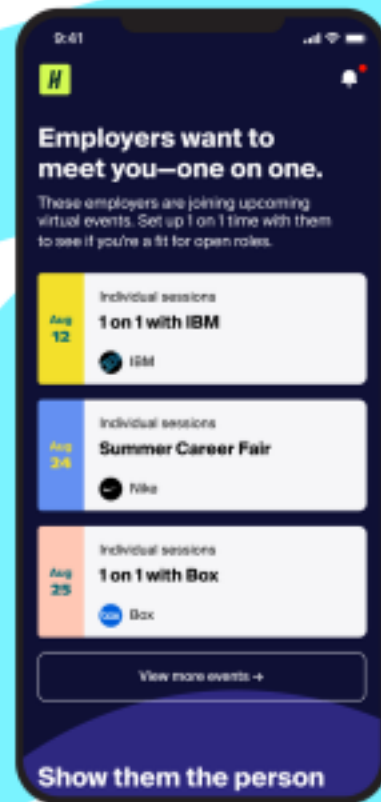 9:41
H
Employers want to
meet you—one on one.
These employers are joining upcoming
virtual events. Set up 1 on 1 time with them
to see if you're a fit for open roles.
Individual sessions
Aug
12
1 on 1 with IBM
IBM
Individual sessions
Aug
24
Summer Career Fair
Nike
Individual sessions
Aug
25
1 on 1 with Box
box
Box
View more events →
Show them the person